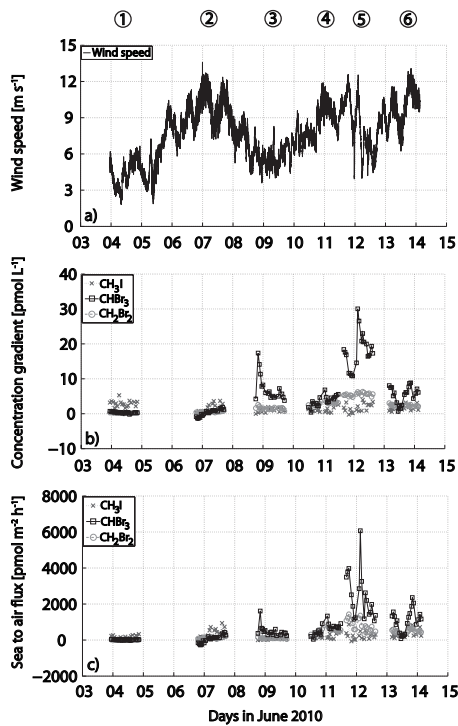 ① ② ③ ④ ⑤ ⑥
15
12
9
6
3
0
Wind speed [m s⁻¹]
Wind speed
a)
03 04 05 06 07 08 09 10 11 12 13 14 15
40
30
20
10
0
−10
Concentration gradient [pmol L⁻¹]
CH₃I
CHBr₃
CH₂Br₂
b)
03 04 05 06 07 08 09 10 11 12 13 14 15
8000
6000
4000
2000
0
−2000
Sea to air flux [pmol m⁻² h⁻¹]
CH₃I
CHBr₃
CH₂Br₂
c)
03 04 05 06 07 08 09 10 11 12 13 14 15
Days in June 2010